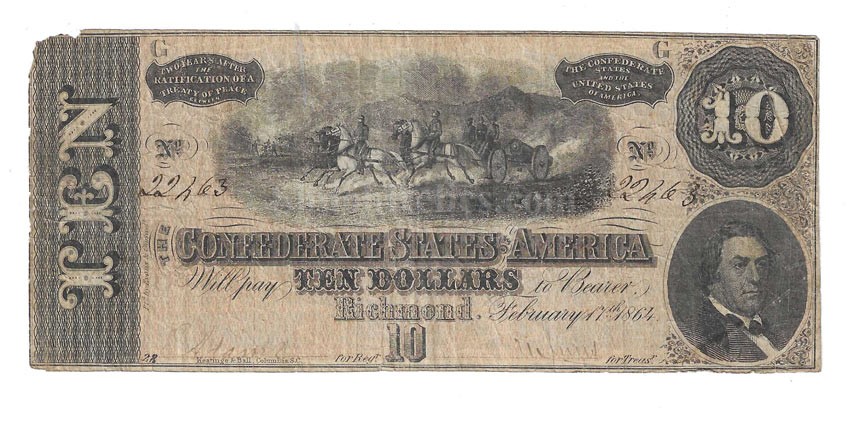 G
G
TWO YEARS AFTER
THE
RATIFICATION OF A
TREATY OF PEACE
BETWEEN
THE CONFEDERATE
STATES
AND THE
UNITED STATES
OF AMERICA.
10
TEN
No
No
22463
22463
THE
CONFEDERATE STATES OF AMERICA
Will pay TEN DOLLARS to Bearer.
Richmond. February 17th 1864.
10
2R
Keatinge & Ball, Columbia S.C.
for Regr.
for Treasr.